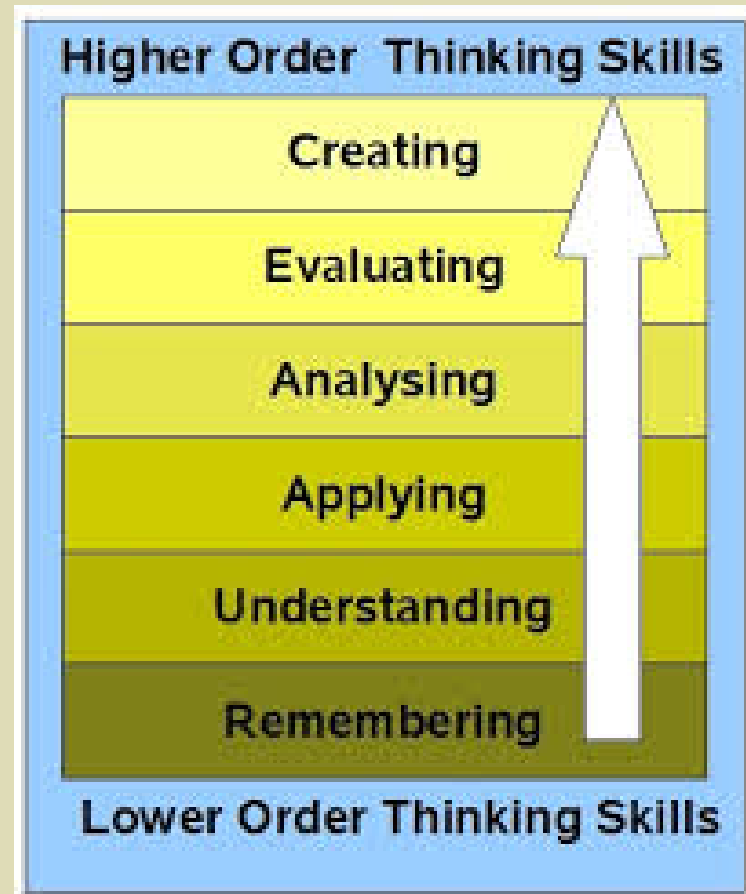 Higher Order Thinking Skills
Creating
Evaluating
Analysing
Applying
Understanding
Remembering
Lower Order Thinking Skills